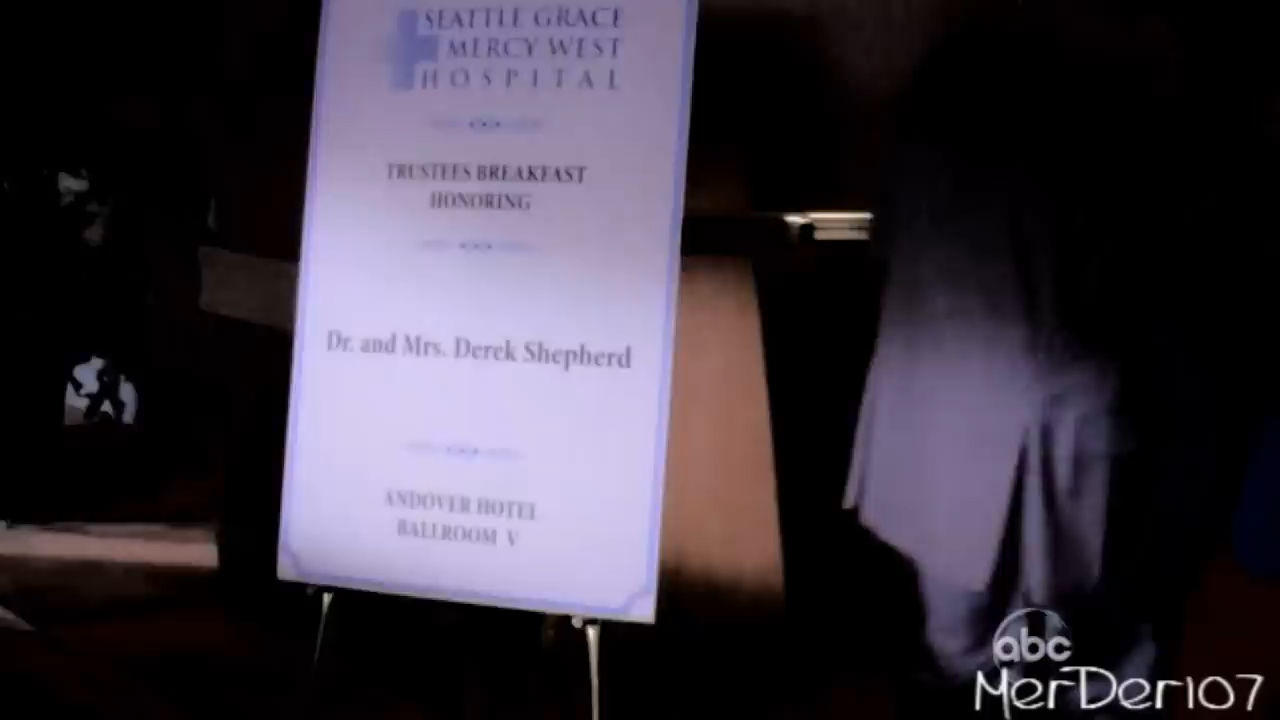 SEATTLE GRACE
MERCY WEST
HOSPITAL
TRUSTEES BREAKFAST
HONORING
Dr. and Mrs. Derek Shepherd
ANDOVER HOTEL
BALLROOM V
abc
MerDer107